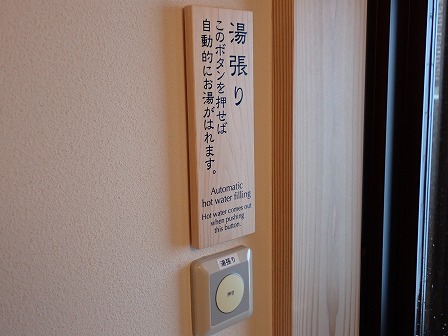 湯張り
このボタンを押せば
自動的にお湯がはれます。
Automatic
hot water filling
Hot water comes out
when pushing
this button.
湯張り
押す